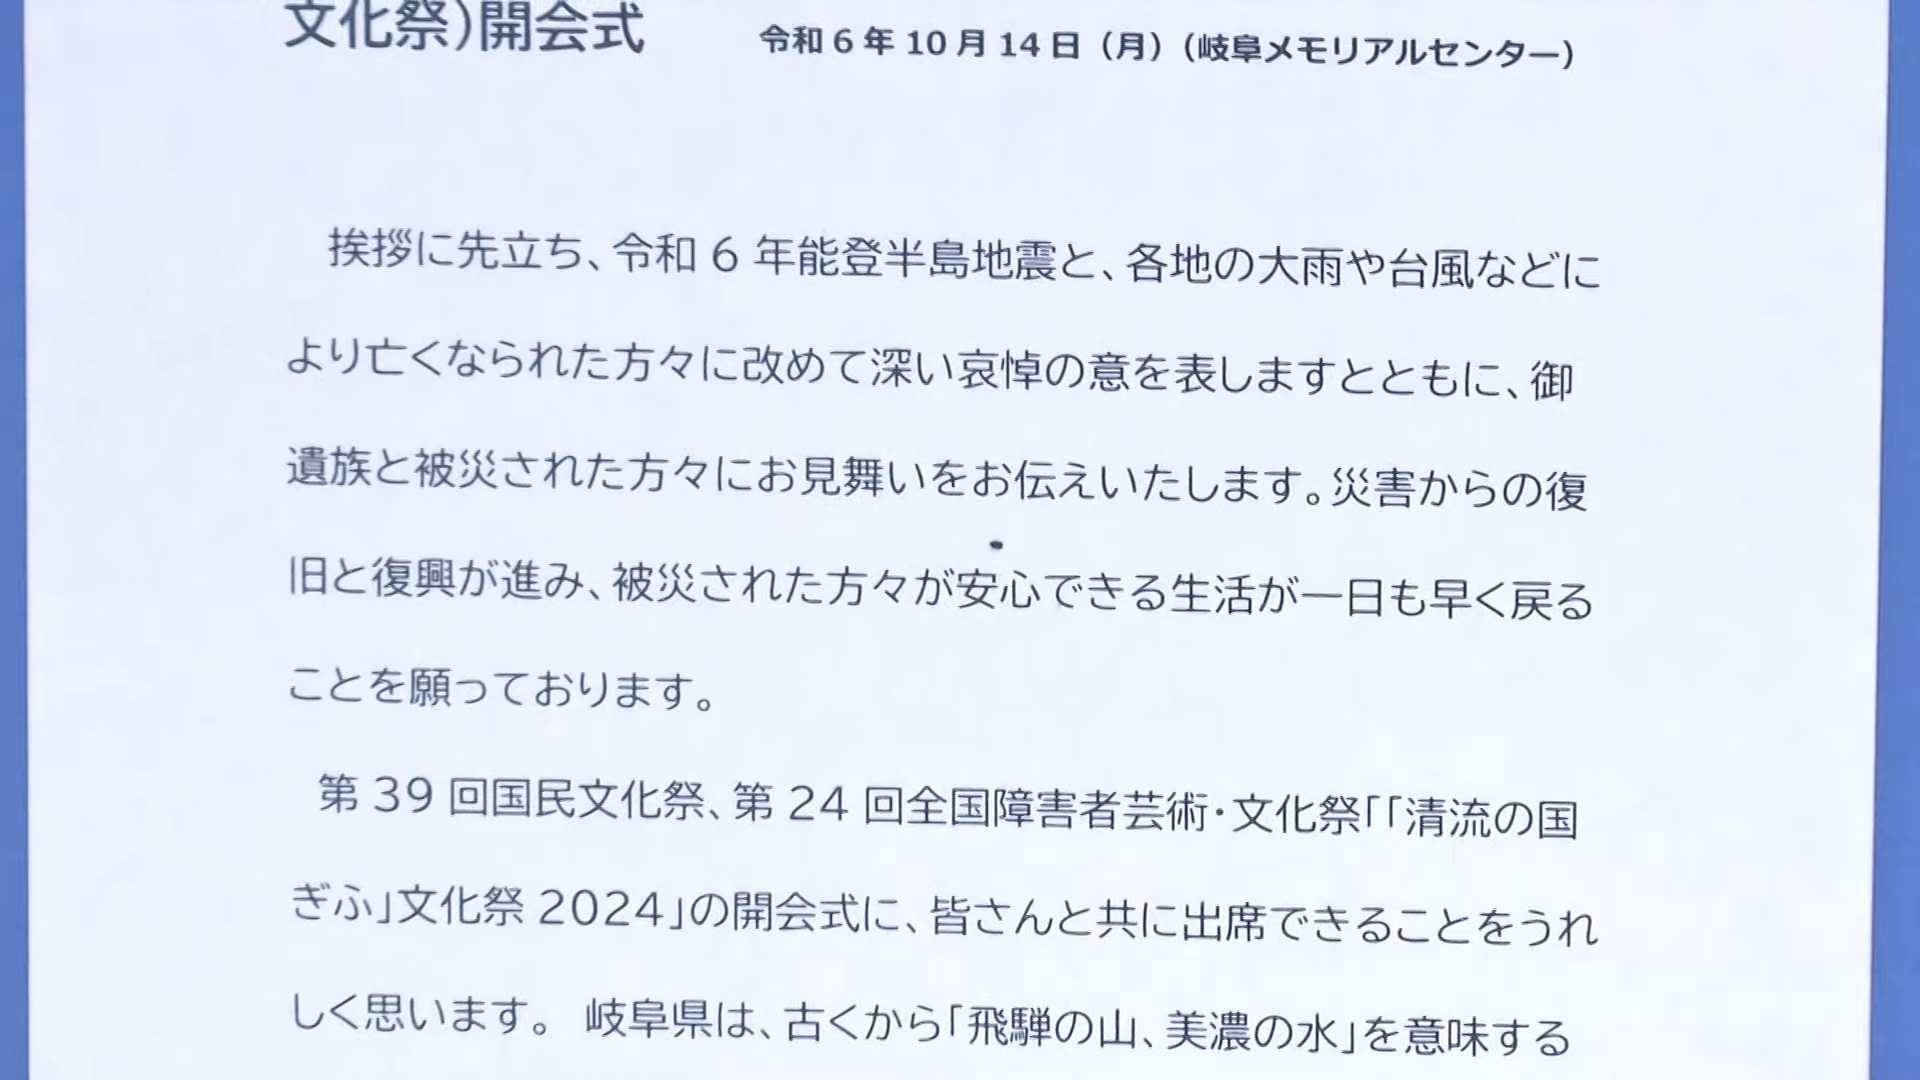 文化祭)開会式 令和6年10月14日（月）（岐阜メモリアルセンター）
挨拶に先立ち、令和6年能登半島地震と、各地の大雨や台風などに
より亡くなられた方々に改めて深い哀悼の意を表しますとともに、御
遺族と被災された方々にお見舞いをお伝えいたします。災害からの復
旧と復興が進み、被災された方々が安心できる生活が一日も早く戻る
ことを願っております。
第39回国民文化祭、第24回全国障害者芸術・文化祭「「清流の国
ぎふ」文化祭2024」の開会式に、皆さんと共に出席できることをうれ
しく思います。 岐阜県は、古くから「飛騨の山、美濃の水」を意味する